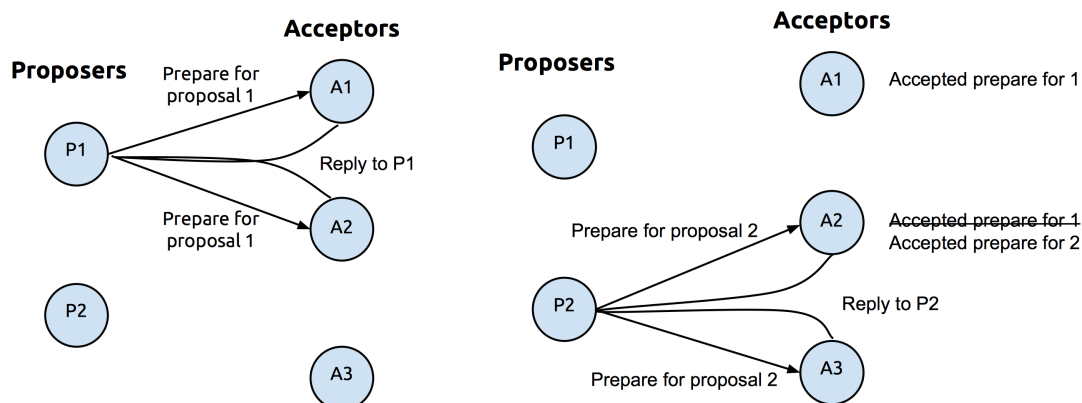 Acceptors
Proposers
Prepare for
proposal 1
A1
P1
Reply to P1
Prepare for
proposal 1
A2
P2
A3
Acceptors
Proposers
A1
Accepted prepare for 1
P1
A2
Accepted prepare for 1
Accepted prepare for 2
Prepare for proposal 2
P2
Reply to P2
Prepare for proposal 2
A3